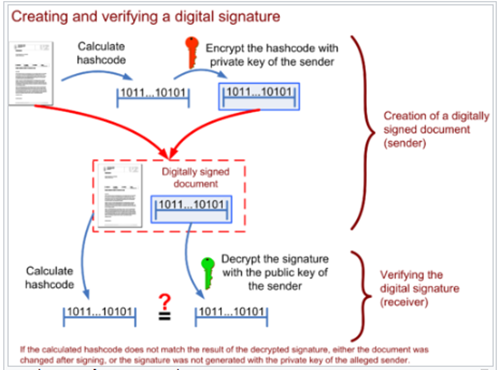 Creating and verifying a digital signature
Calculate
hashcode
Encrypt the hashcode with
private key of the sender
1011...10101
1011...10101
Creation of a digitally
signed document
(sender)
Digitally signed
document
1011...10101
Calculate
hashcode
Decrypt the signature
with the public key of
the sender
Verifying the
digital signature
(receiver)
1011...10101
?
=
1011...10101
If the calculated hashcode does not match the result of the decrypted signature, either the document was
changed after signing, or the signature was not generated with the private key of the alleged sender.